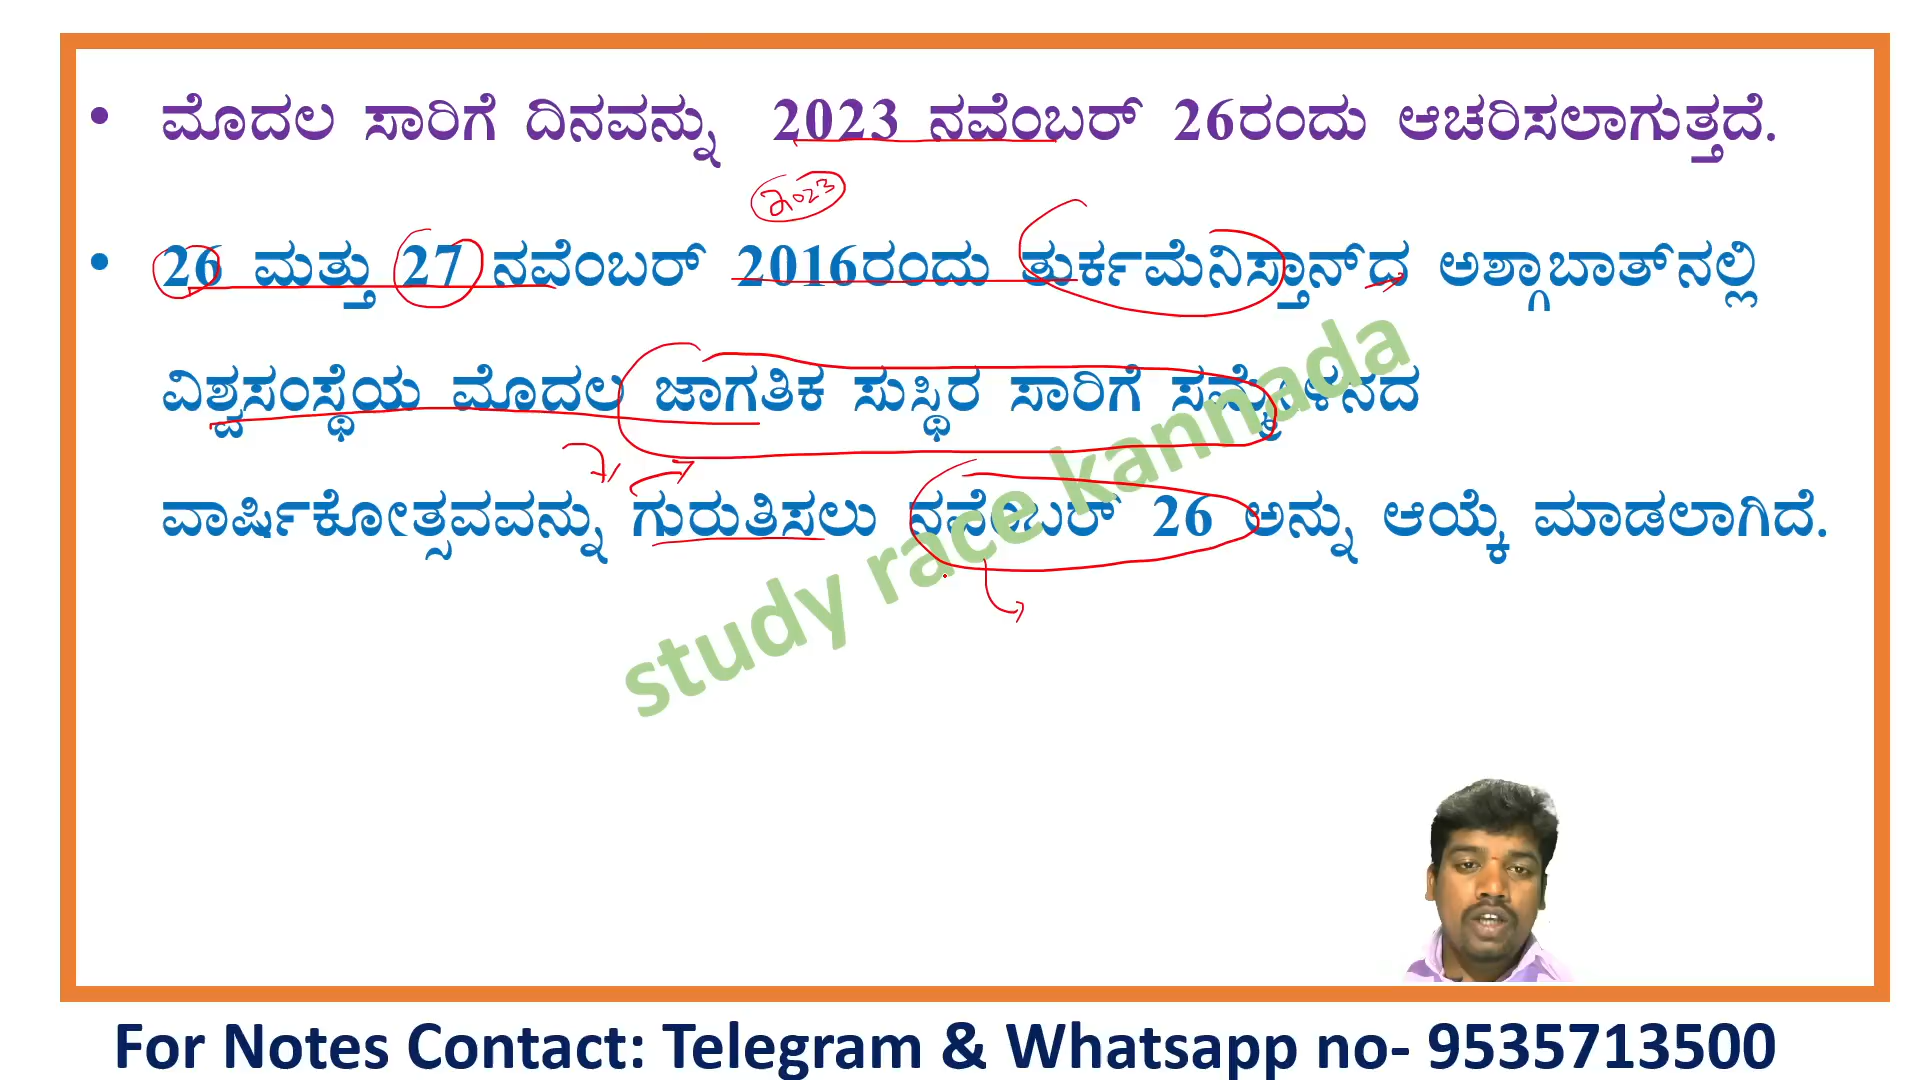 • ಮೊದಲ ಸಾರಿಗೆ ದಿನವನ್ನು 2023 ನವೆಂಬರ್ 26ರಂದು ಆಚರಿಸಲಾಗುತ್ತದೆ.
2023
• 26 ಮತ್ತು 27 ನವೆಂಬರ್ 2016ರಂದು ತುರ್ಕಮೆನಿಸ್ತಾನ್‌ದ ಅಶ್ಗಾಬಾತ್‌ನಲ್ಲಿ
ವಿಶ್ವಸಂಸ್ಥೆಯ ಮೊದಲ ಜಾಗತಿಕ ಸುಸ್ಥಿರ ಸಾರಿಗೆ ಸಮ್ಮೇಳನದ
ವಾರ್ಷಿಕೋತ್ಸವವನ್ನು ಗುರುತಿಸಲು ನವೆಂಬರ್ 26 ಅನ್ನು ಆಯ್ಕೆ ಮಾಡಲಾಗಿದೆ.
study race kannada
For Notes Contact: Telegram & Whatsapp no- 9535713500